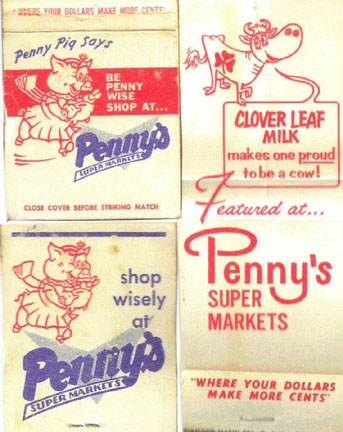 "WHERE YOUR DOLLARS MAKE MORE CENTS"
Penny Pig Says
BE
PENNY
WISE
SHOP AT...
Penny's
SUPER MARKETS
CLOSE COVER BEFORE STRIKING MATCH
shop
wisely
at
Penny's
SUPER MARKETS
CLOVER LEAF
MILK
makes one proud
to be a cow!
Featured at...
Penny's
SUPER
MARKETS
"WHERE YOUR DOLLARS
MAKE MORE CENTS"